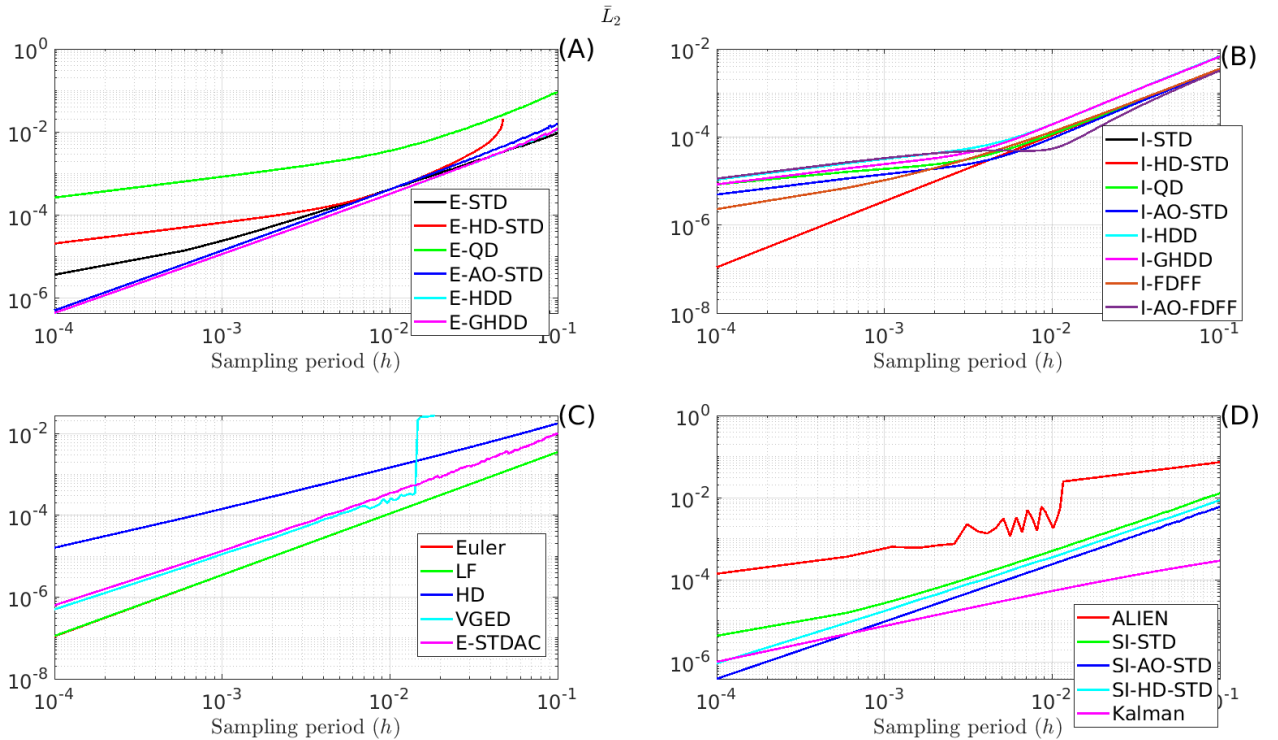 L̄₂
(A)
10⁰
10⁻²
10⁻⁴
10⁻⁶
10⁻⁴
10⁻³
10⁻²
10⁻¹
Sampling period (h)
E-STD
E-HD-STD
E-QD
E-AO-STD
E-HDD
E-GHDD
(B)
10⁻²
10⁻⁴
10⁻⁶
10⁻⁸
10⁻⁴
10⁻³
10⁻²
10⁻¹
Sampling period (h)
I-STD
I-HD-STD
I-QD
I-AO-STD
I-HDD
I-GHDD
I-FDFF
I-AO-FDFF
(C)
10⁻²
10⁻⁴
10⁻⁶
10⁻⁸
10⁻⁴
10⁻³
10⁻²
10⁻¹
Sampling period (h)
Euler
LF
HD
VGED
E-STDAC
(D)
10⁰
10⁻²
10⁻⁴
10⁻⁶
10⁻⁴
10⁻³
10⁻²
10⁻¹
Sampling period (h)
ALIEN
SI-STD
SI-AO-STD
SI-HD-STD
Kalman